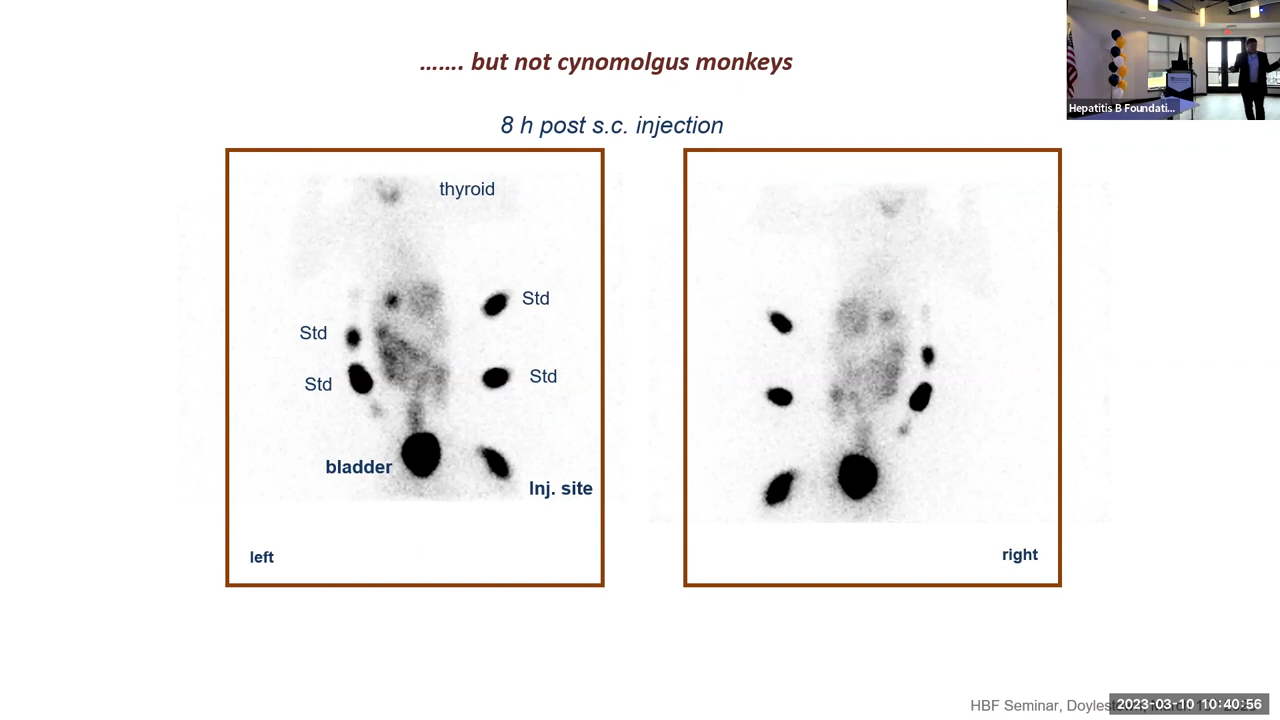 ……. but not cynomolgus monkeys
Hepatitis B Foundati...
8 h post s.c. injection
thyroid
Std
Std
Std
Std
bladder
Inj. site
left
right
HBF Seminar, Doylest
2023-03-10 10:40:56